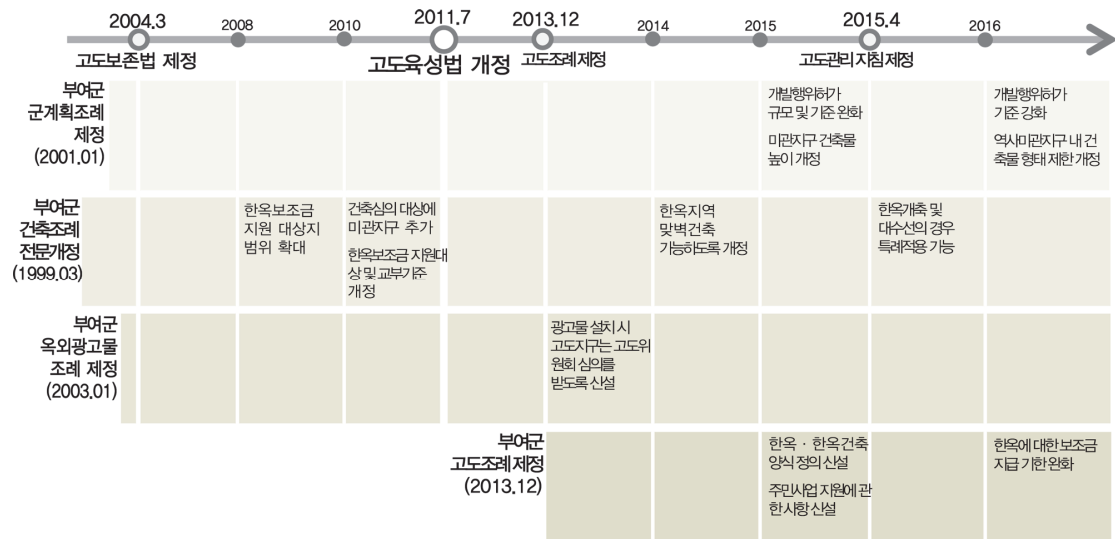 2004.3
2008
2010
2011.7
2013.12
2014
2015
2015.4
2016
고도보존법 제정
고도육성법 개정
고도조례 제정
고도관리 지침 제정
부여군
군계획조례
제정
(2001.01)
개발행위허가
규모 및 기준 완화
미관지구 건축물
높이 개정
개발행위허가
기준 강화
역사미관지구 내 건
축물 형태 제한 개정
부여군
건축조례
전문개정
(1999.03)
한옥보조금
지원 대상지
범위 확대
건축심의 대상에
미관지구 추가
한옥보조금 지원대
상 및 교부기준
개정
한옥지역
맞벽건축
가능하도록 개정
한옥개축 및
대수선의 경우
특례적용 가능
부여군
옥외광고물
조례 제정
(2003.01)
광고물 설치 시
고도지구는 고도위
원회 심의를
받도록 신설
부여군
고도조례 제정
(2013.12)
한옥 · 한옥건축
양식 정의 신설
주민사업 지원에 관
한 사항 신설
한옥에 대한 보조금
지급 기한 완화